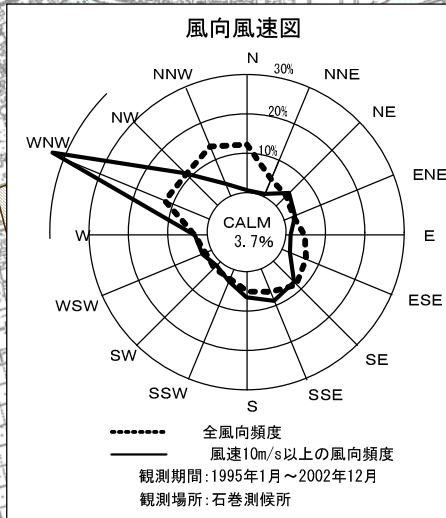 風向風速図
N
NNW
30%
NNE
NW
20%
NE
WNW
10%
ENE
CALM
3.7%
W
E
WSW
ESE
SW
SE
SSW
SSE
S
全風向頻度
風速10m/s以上の風向頻度
観測期間:1995年1月～2002年12月
観測場所:石巻測候所